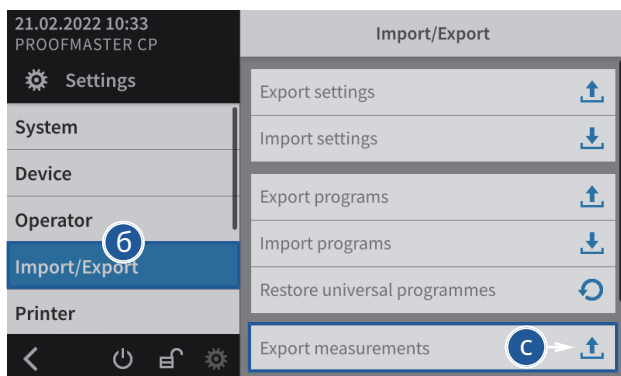 21.02.2022 10:33
PROOFMASTER CP
Settings
System
Device
Operator
б
Import/Export
Printer
Import/Export
Export settings
Import settings
Export programs
Import programs
Restore universal programmes
Export measurements
c